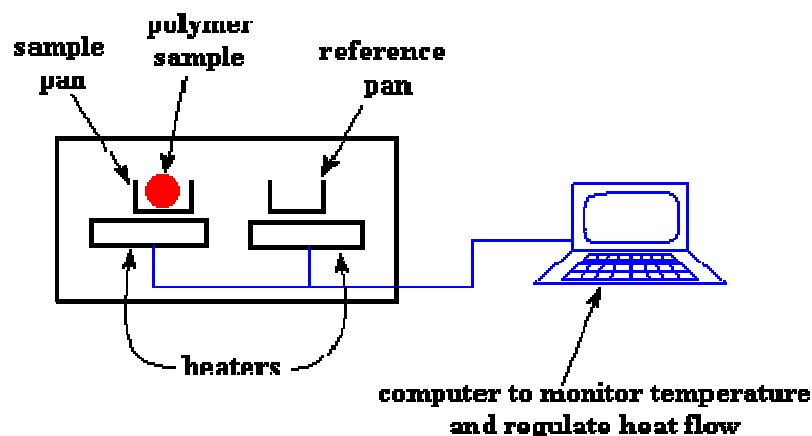 polymer
sample
sample
pan
reference
pan
heaters
computer to monitor temperature
and regulate heat flow